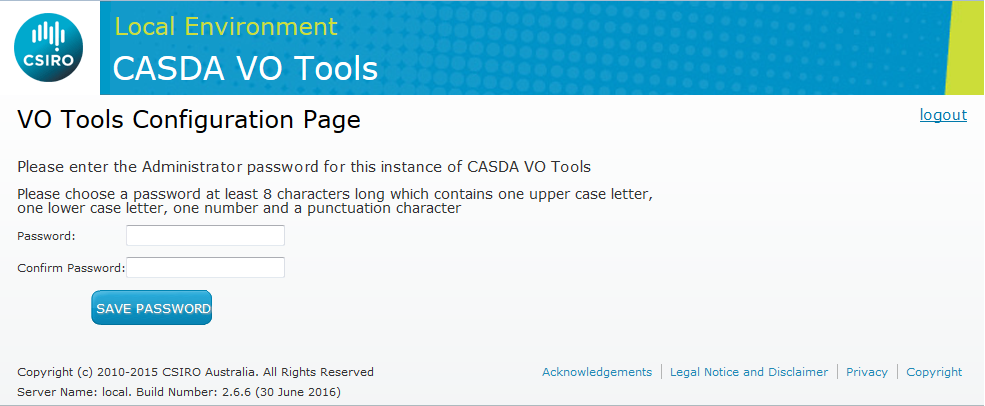 CSIRO
Local Environment
CASDA VO Tools
VO Tools Configuration Page
logout
Please enter the Administrator password for this instance of CASDA VO Tools
Please choose a password at least 8 characters long which contains one upper case letter,
one lower case letter, one number and a punctuation character
Password:
Confirm Password:
SAVE PASSWORD
Copyright (c) 2010-2015 CSIRO Australia. All Rights Reserved
Acknowledgements | Legal Notice and Disclaimer | Privacy | Copyright
Server Name: local. Build Number: 2.6.6 (30 June 2016)